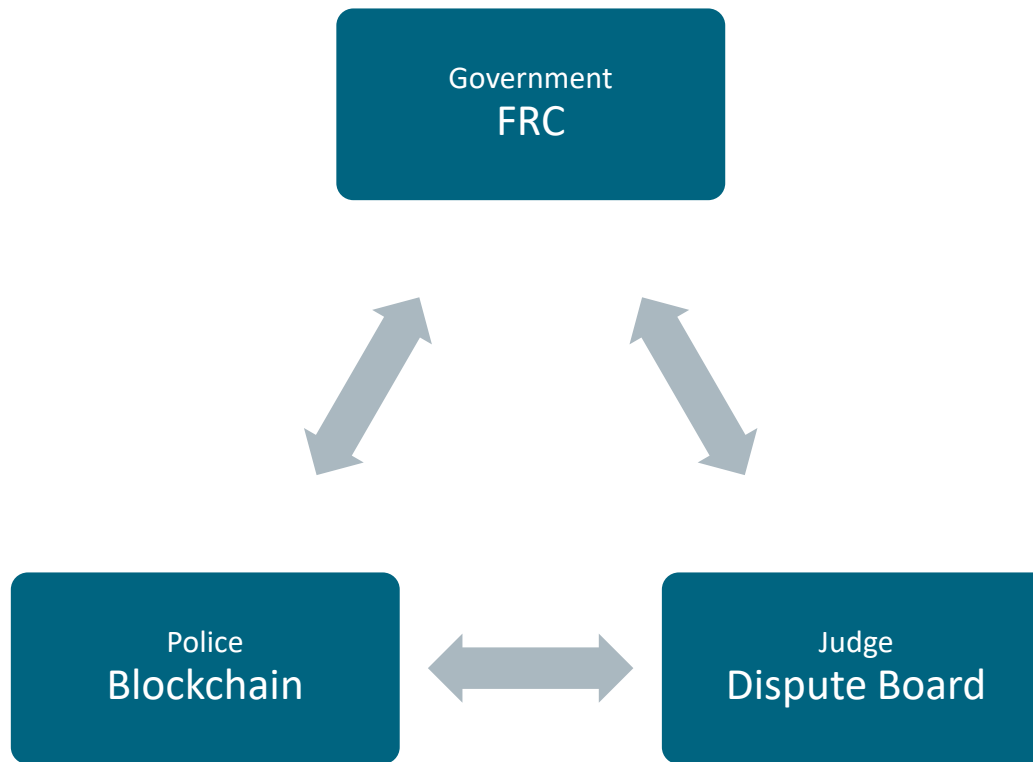 Government
FRC
Police
Blockchain
Judge
Dispute Board